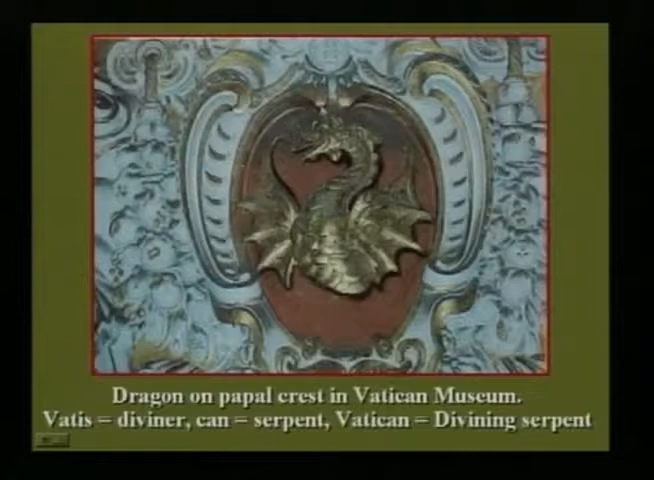 Dragon on papal crest in Vatican Museum.
Vatis = diviner, can = serpent, Vatican = Divining serpent